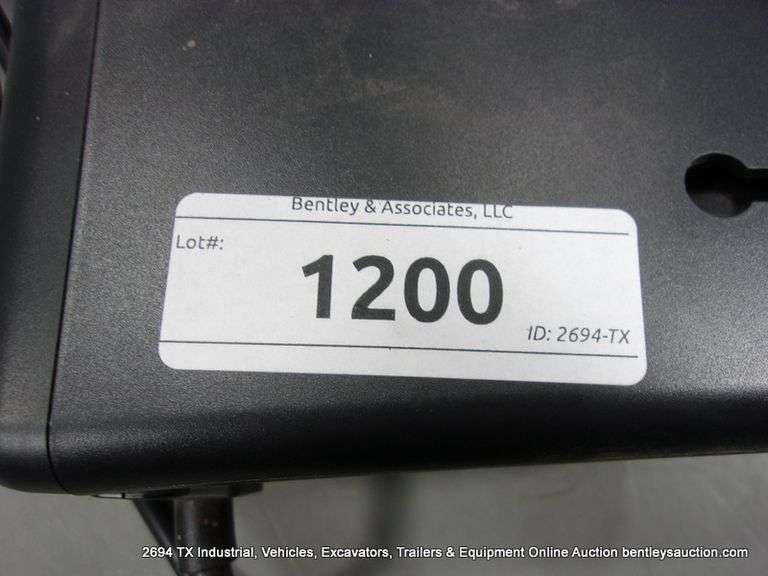 Bentley & Associates, LLC
Lot#:
1200
ID: 2694-TX
2694 TX Industrial, Vehicles, Excavators, Trailers & Equipment Online Auction bentleysauction.com